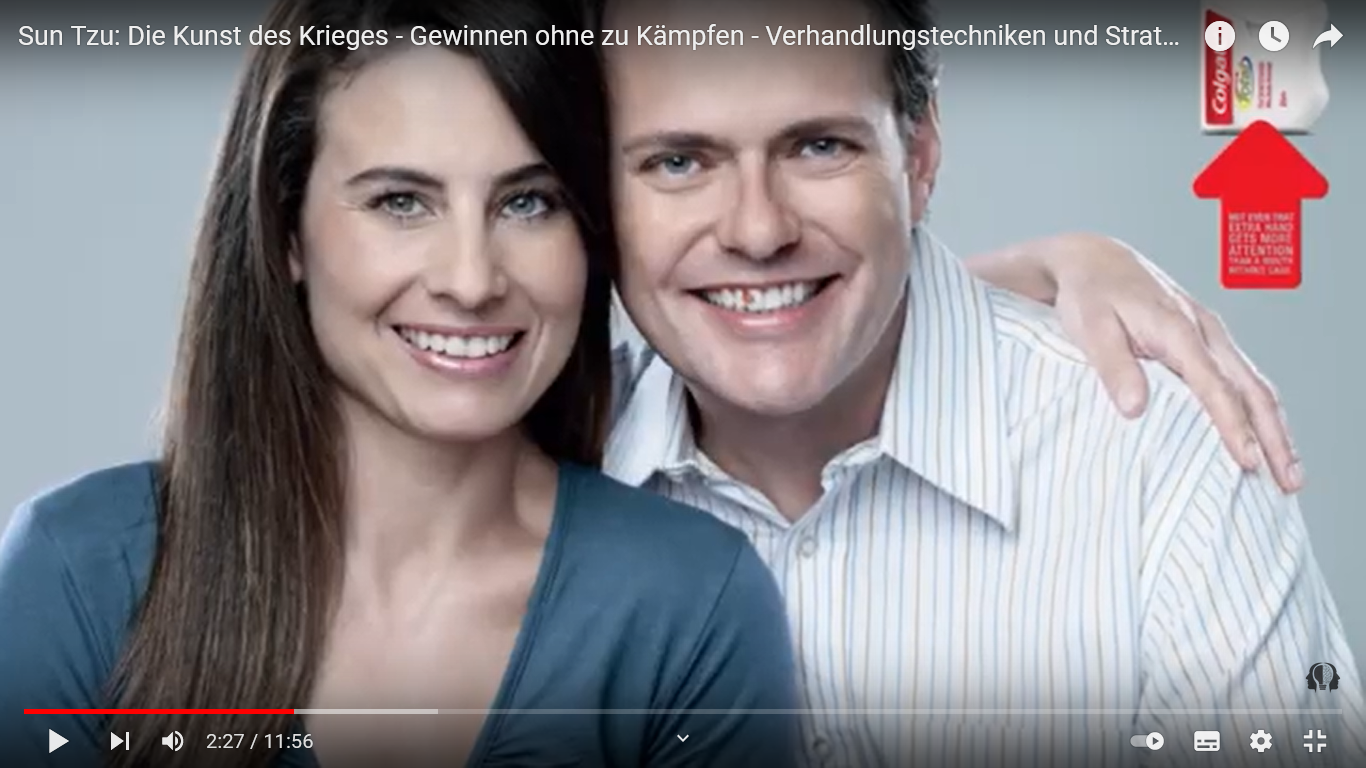 Sun Tzu: Die Kunst des Krieges - Gewinnen ohne zu Kämpfen - Verhandlungstechniken und Strat…
Colgate
Total
NOT EVEN THAT
EXTRA HAND
GETS MORE
ATTENTION
THAN A MOUTH
WITHOUT CARE
2:27 / 11:56